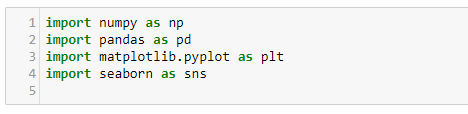 1 import numpy as np
2 import pandas as pd
3 import matplotlib.pyplot as plt
4 import seaborn as sns
5